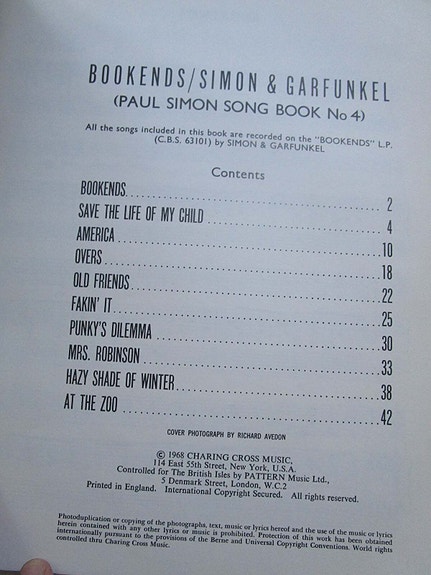 BOOKENDS/SIMON & GARFUNKEL
(PAUL SIMON SONG BOOK No 4)
All the songs included in this book are recorded on the "BOOKENDS" L.P.
(C.B.S. 63101) by SIMON & GARFUNKEL
Contents
BOOKENDS 2
SAVE THE LIFE OF MY CHILD 4
AMERICA 10
OVERS 18
OLD FRIENDS 22
FAKIN' IT 25
PUNKY'S DILEMMA 30
MRS. ROBINSON 33
HAZY SHADE OF WINTER 38
AT THE ZOO 42
COVER PHOTOGRAPH BY RICHARD AVEDON
© 1968 CHARING CROSS MUSIC,
114 East 55th Street, New York, U.S.A.
Controlled for The British Isles by PATTERN Music Ltd.,
5 Denmark Street, London, W.C.2
Printed in England. International Copyright Secured. All rights reserved.
Photoduplication or copying of the photographs, text, music or lyrics hereof and the use of the music or lyrics
herein contained with any other lyrics or music is prohibited. Protection of this work has been obtained
internationally pursuant to the provisions of the Berne and Universal Copyright Conventions. World rights
controlled thru Charing Cross Music.